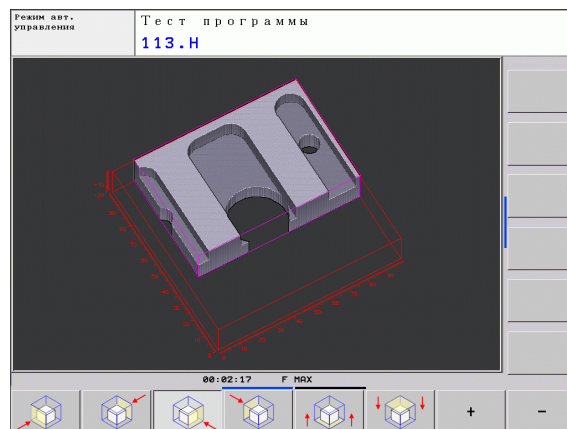 Режим авт.
управления
Тест программы
113.H
00:02:17 F MAX
+
-